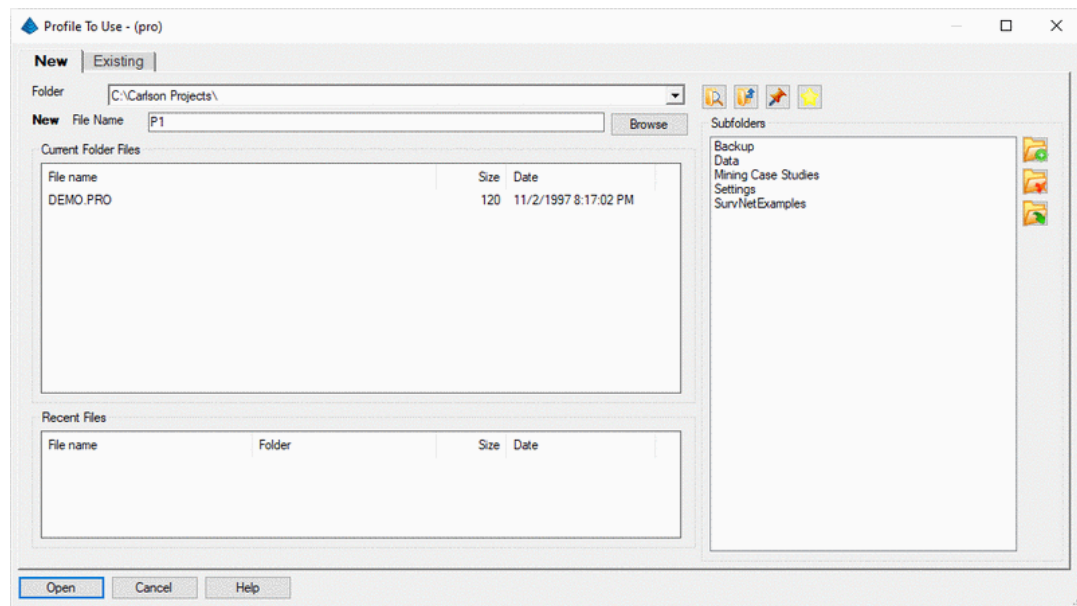 Profile To Use - (pro)
New Existing
Folder C:\Carlson Projects\
New File Name P1 Browse
Current Folder Files
File name Size Date
DEMO.PRO 120 11/2/1997 8:17:02 PM
Recent Files
File name Folder Size Date
Subfolders
Backup
Data
Mining Case Studies
Settings
SurvNetExamples
Open Cancel Help